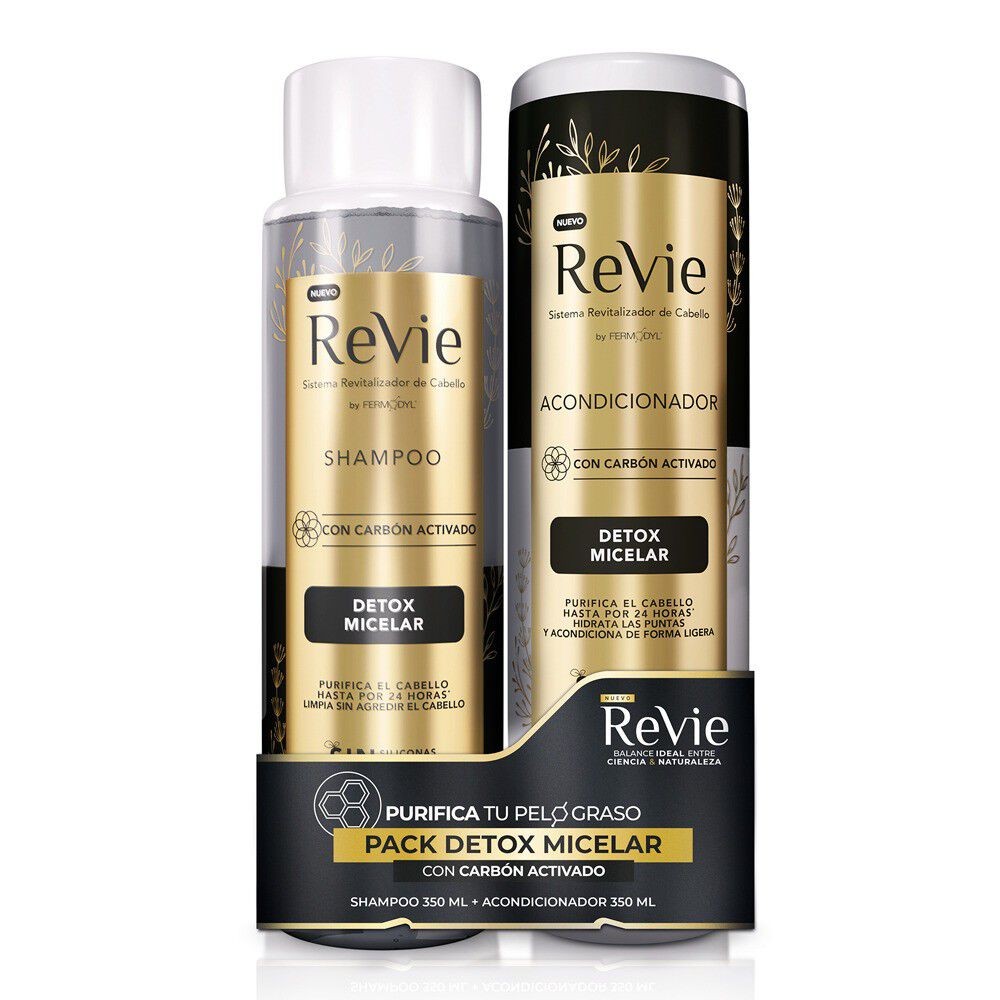 NUEVO
ReVie
Sistema Revitalizador de Cabello
by FERMODYL
SHAMPOO
CON CARBÓN ACTIVADO
DETOX
MICELAR
PURIFICA EL CABELLO
HASTA POR 24 HORAS*
LIMPIA SIN AGREDIR EL CABELLO
SIN SILICONAS
NUEVO
ReVie
Sistema Revitalizador de Cabello
by FERMODYL
ACONDICIONADOR
CON CARBÓN ACTIVADO
DETOX
MICELAR
PURIFICA EL CABELLO
HASTA POR 24 HORAS*
HIDRATA LAS PUNTAS
Y ACONDICIONA DE FORMA LIGERA
NUEVO
ReVie
BALANCE IDEAL ENTRE
CIENCIA & NATURALEZA
PURIFICA TU PELO GRASO
PACK DETOX MICELAR
CON CARBÓN ACTIVADO
SHAMPOO 350 ML + ACONDICIONADOR 350 ML